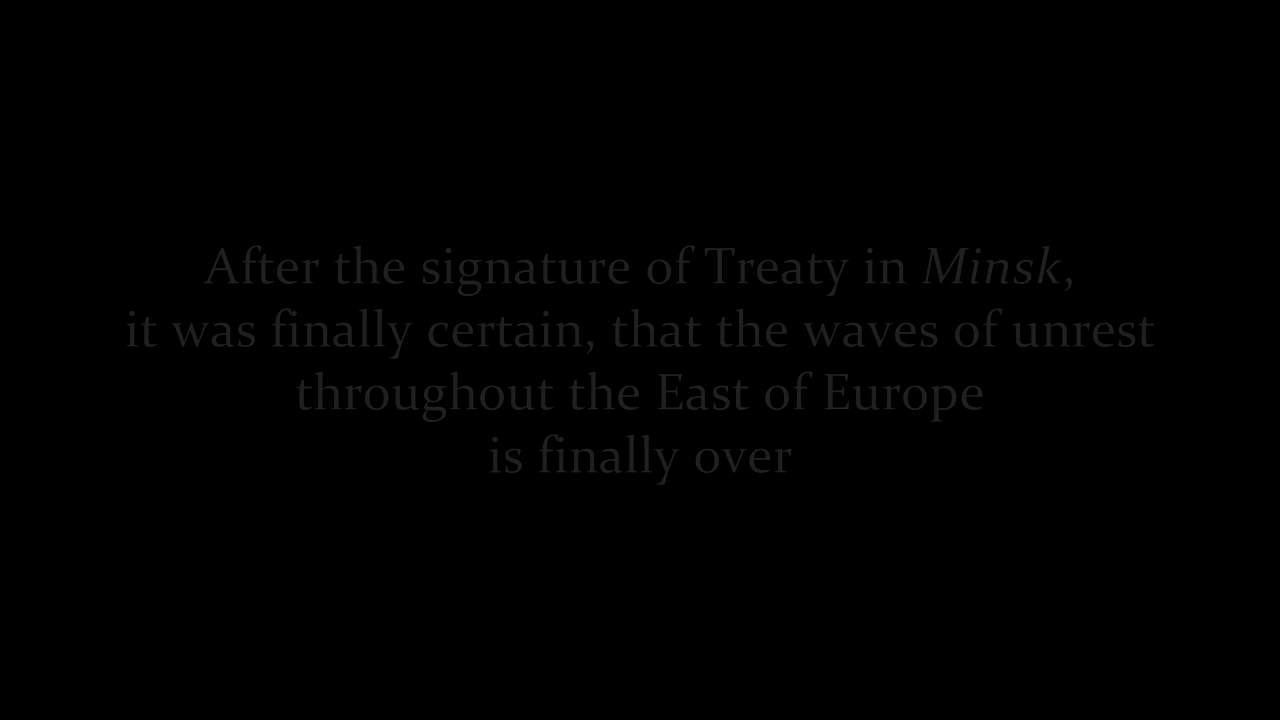 After the signature of Treaty in Minsk,
it was finally certain, that the waves of unrest
throughout the East of Europe
is finally over